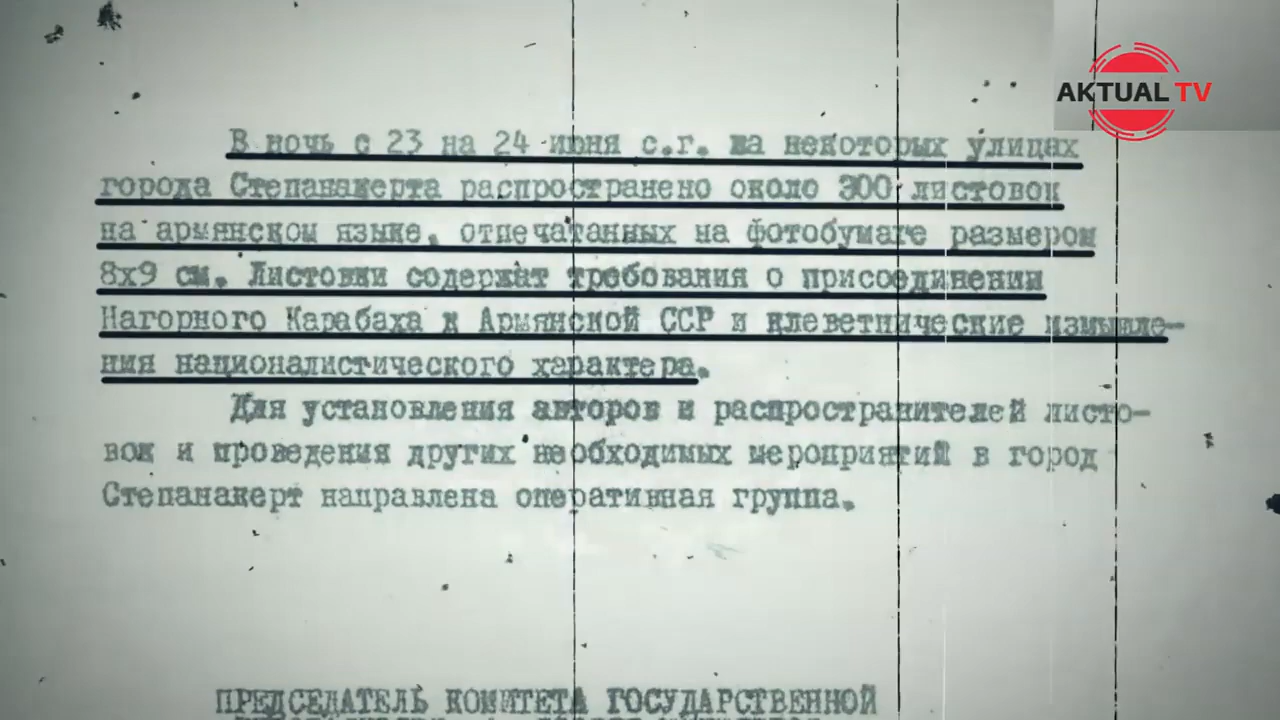 AKTUAL TV
В ночь с 23 на 24 июня с.г. на некоторых улицах
города Степанакерта распространено около 300 листовок
на армянском языке, отпечатанных на фотобумаге размером
8х9 см. Листовки содержат требования о присоединении
Нагорного Карабаха к Армянской ССР и клеветнические измышле-
ния националистического характера.
Для установления авторов и распространителей листо-
вок и проведения других необходимых мероприятий в город
Степанакерт направлена оперативная группа.
ПРЕДСЕДАТЕЛЬ КОМИТЕТА ГОСУДАРСТВЕННОЙ